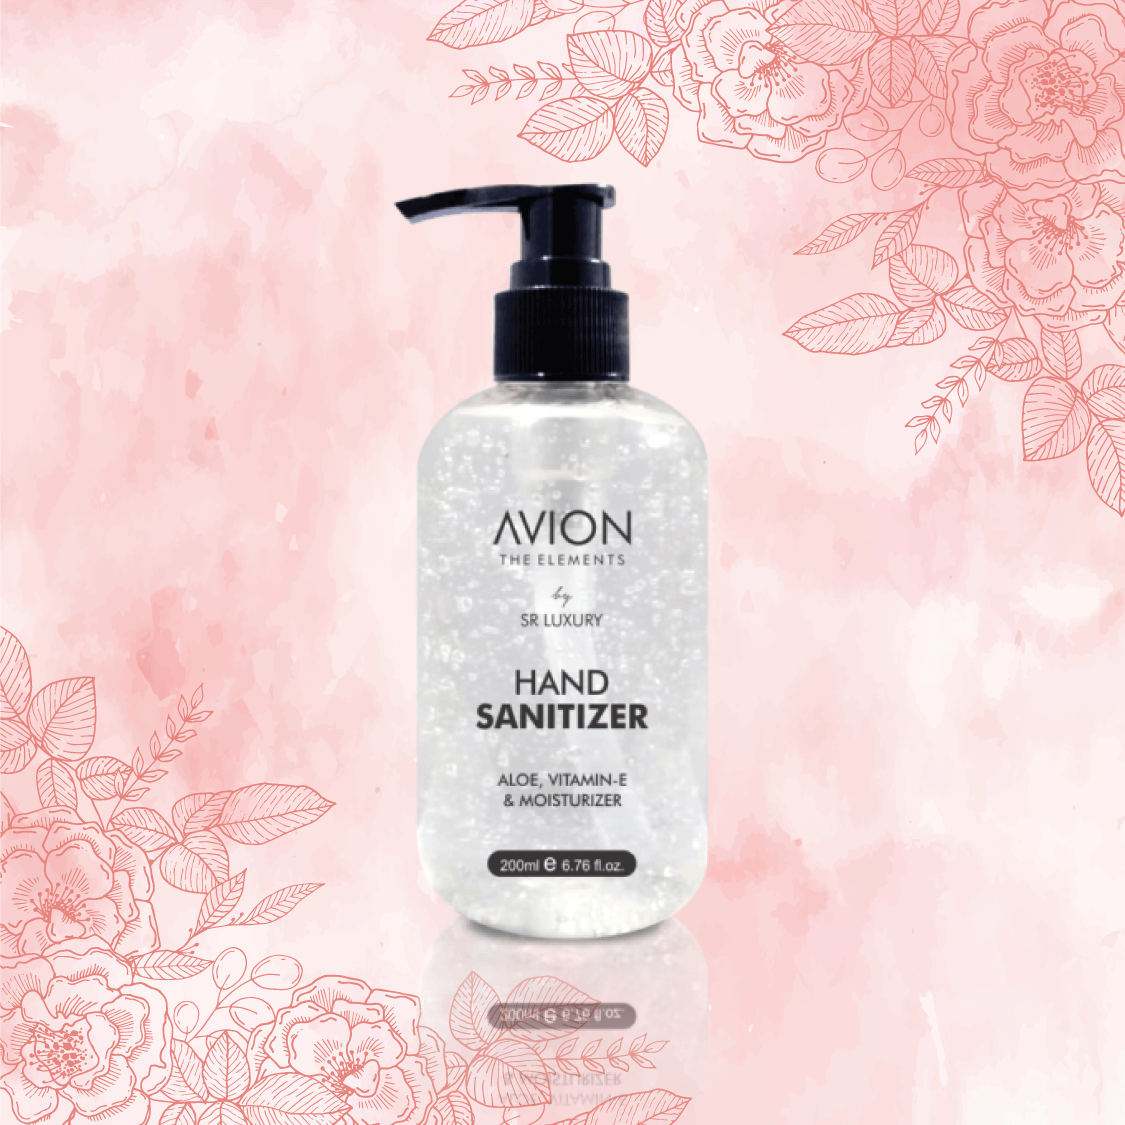 AVION
THE ELEMENTS
by
SR LUXURY
HAND
SANITIZER
ALOE, VITAMIN-E
& MOISTURIZER
200ml e 6.76 fl.oz.